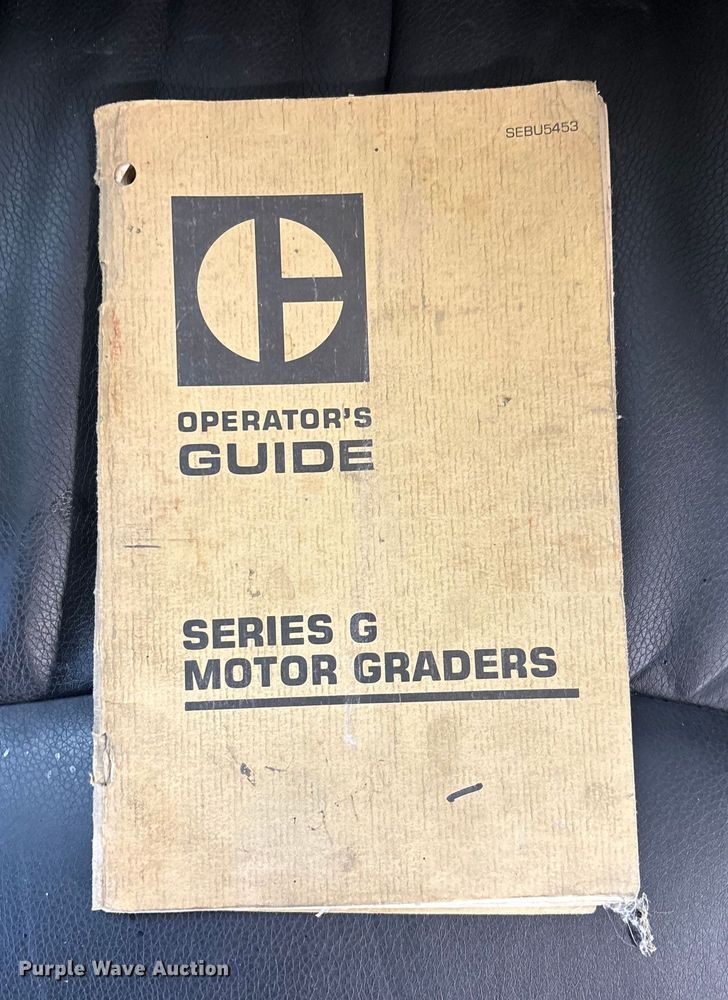 SEBU5453
OPERATOR'S
GUIDE
SERIES G
MOTOR GRADERS
Purple Wave Auction